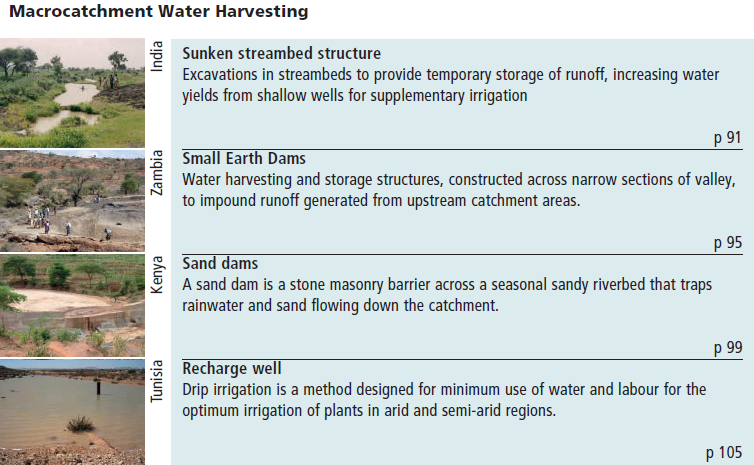 Macrocatchment Water Harvesting
India
Sunken streambed structure
Excavations in streambeds to provide temporary storage of runoff, increasing water
yields from shallow wells for supplementary irrigation
p 91
Zambia
Small Earth Dams
Water harvesting and storage structures, constructed across narrow sections of valley,
to impound runoff generated from upstream catchment areas.
p 95
Kenya
Sand dams
A sand dam is a stone masonry barrier across a seasonal sandy riverbed that traps
rainwater and sand flowing down the catchment.
p 99
Tunisia
Recharge well
Drip irrigation is a method designed for minimum use of water and labour for the
optimum irrigation of plants in arid and semi-arid regions.
p 105